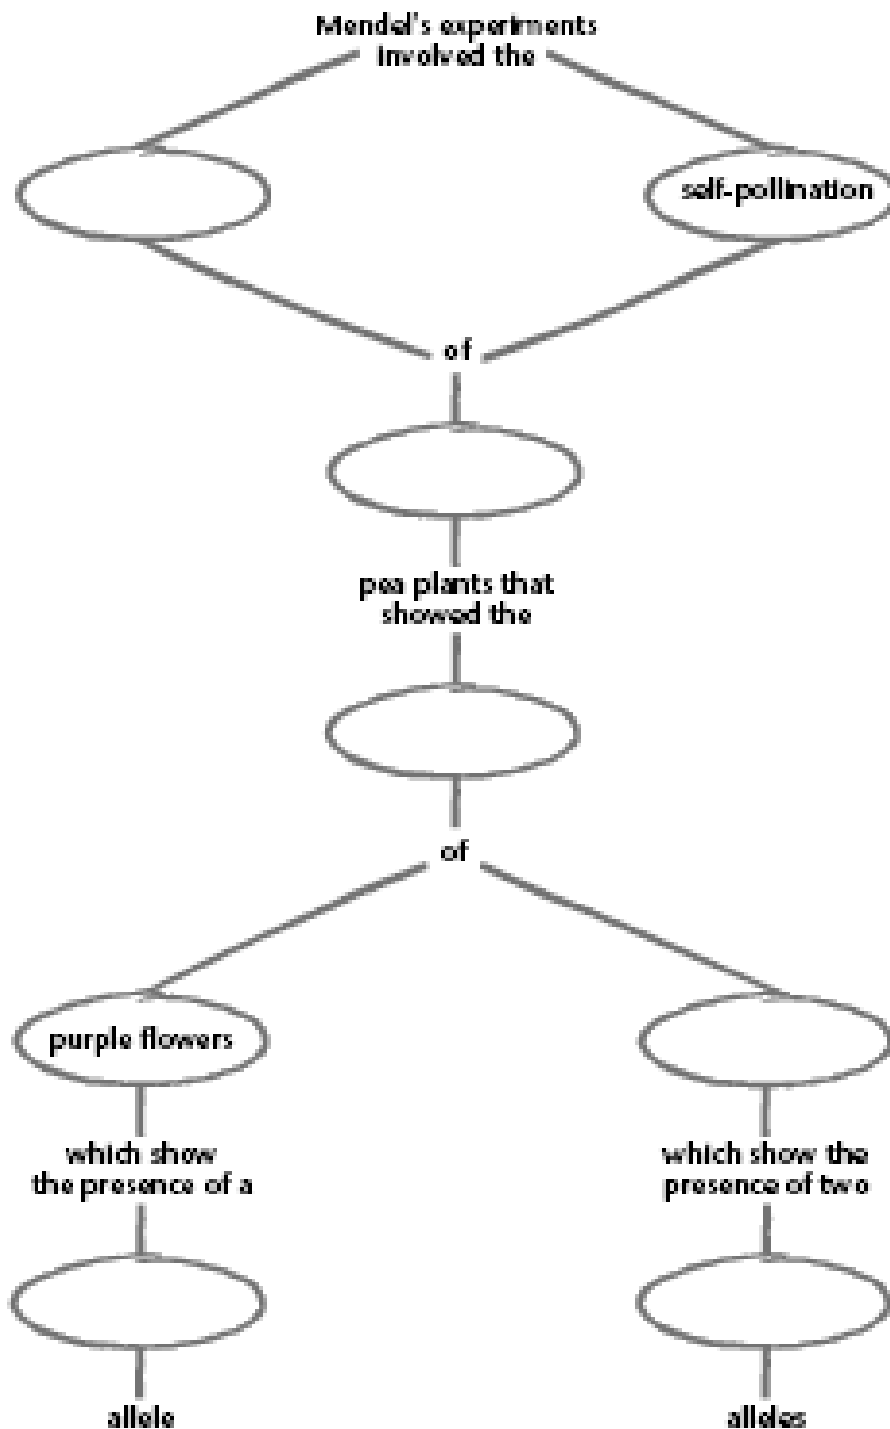 Mendel's experiments
involved the
self-pollination
of
pea plants that
showed the
of
purple flowers
which show
the presence of a
which show the
presence of two
allele
alleles